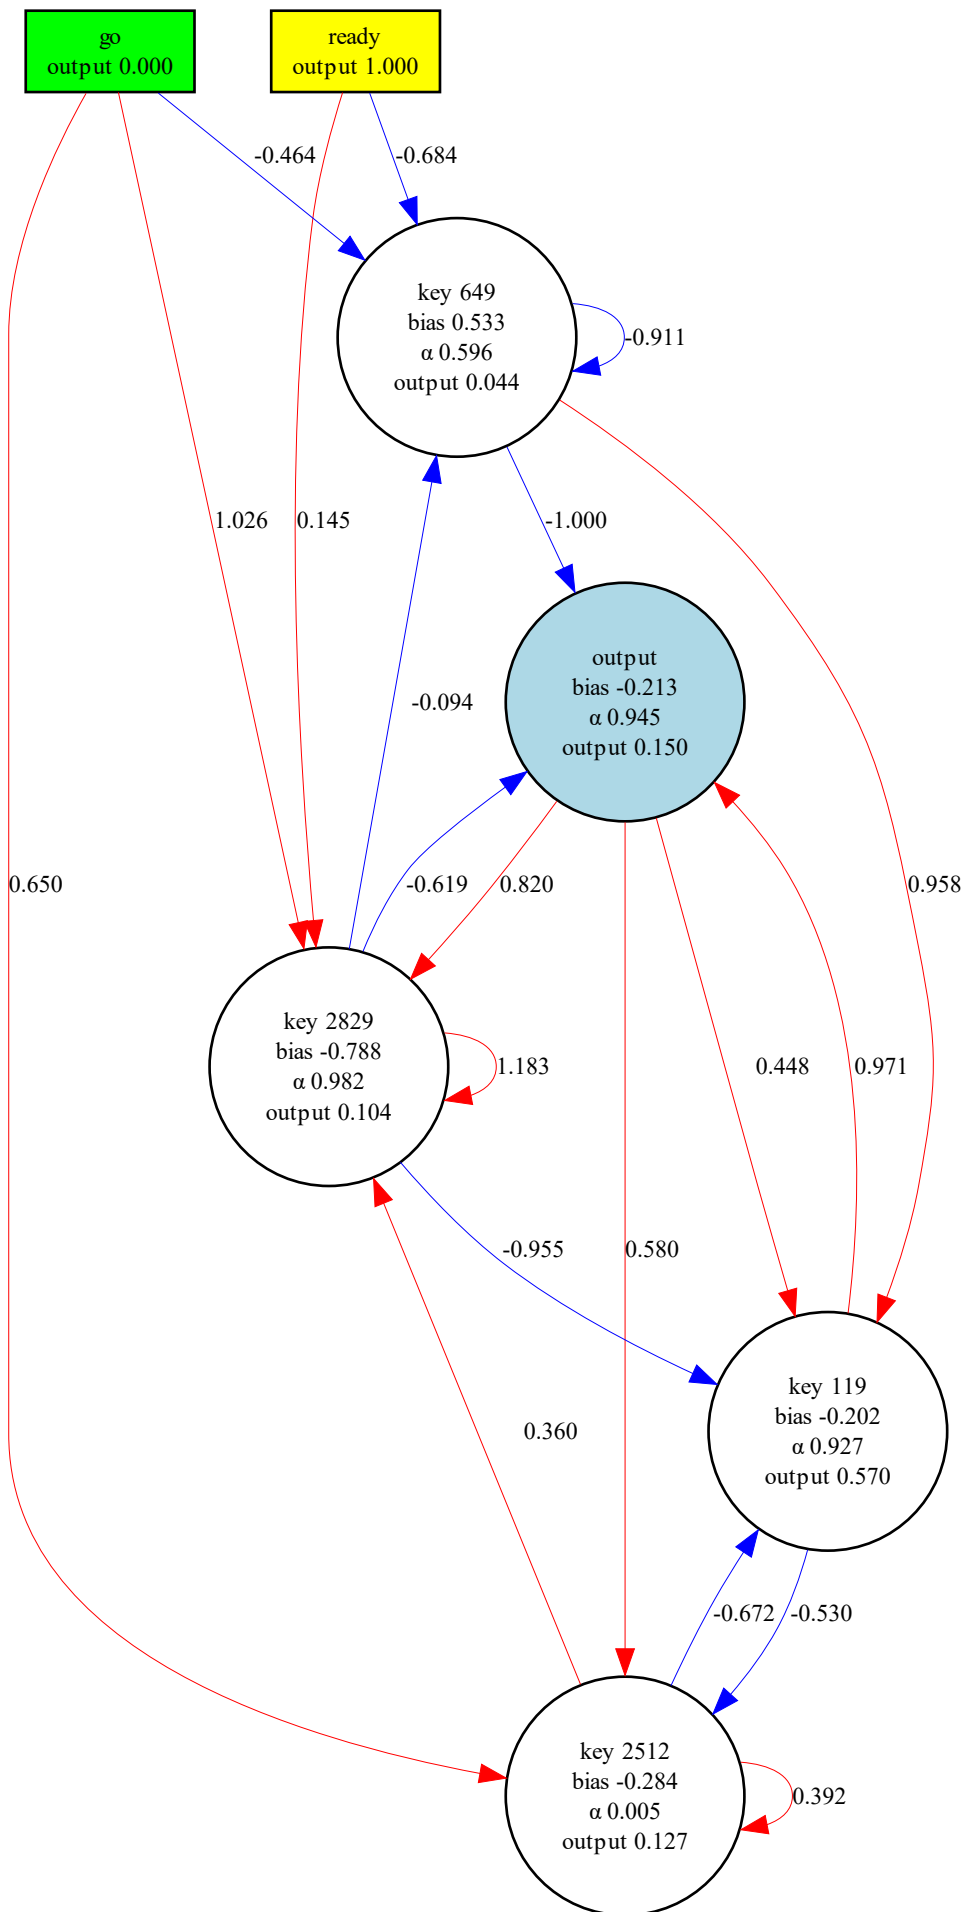 go
output 0.000
ready
output 1.000
-0.464
-0.684
key 649
bias 0.533
α 0.596
output 0.044
-0.911
1.026
0.145
-1.000
output
bias -0.213
α 0.945
output 0.150
-0.094
0.650
-0.619
0.820
0.958
key 2829
bias -0.788
α 0.982
output 0.104
1.183
0.448
0.971
-0.955
0.580
key 119
bias -0.202
α 0.927
output 0.570
0.360
-0.672
-0.530
key 2512
bias -0.284
α 0.005
output 0.127
0.392